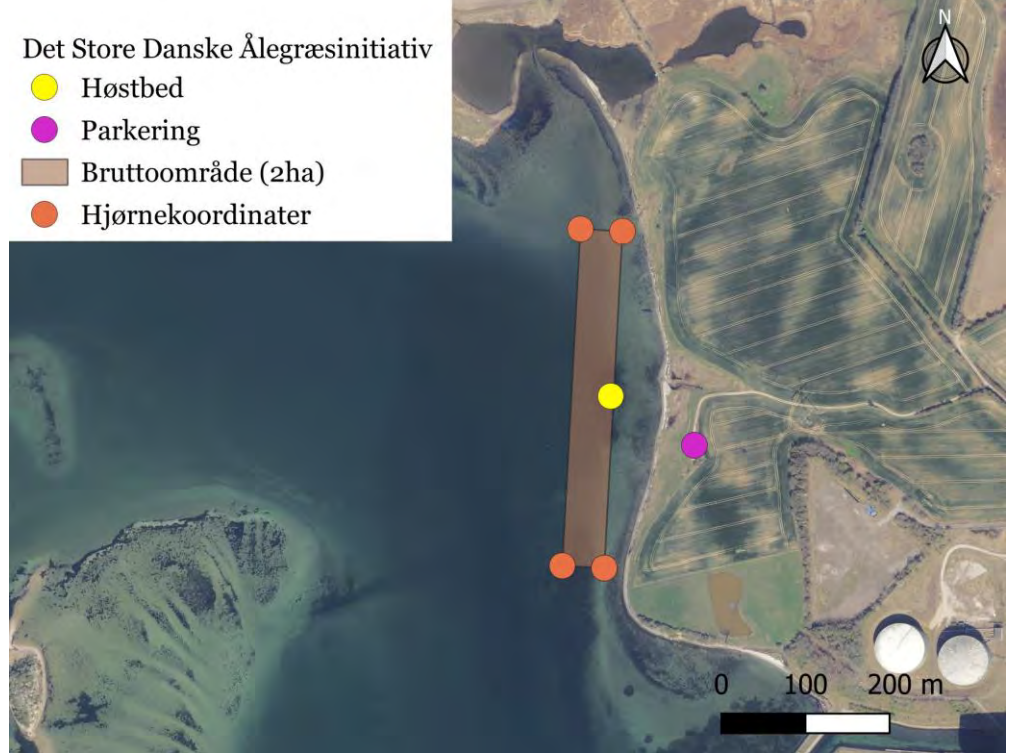 Det Store Danske Ålegræsinitiativ
Høstbed
Parkering
Bruttoområde (2ha)
Hjørnekoordinater
N
0 100 200 m